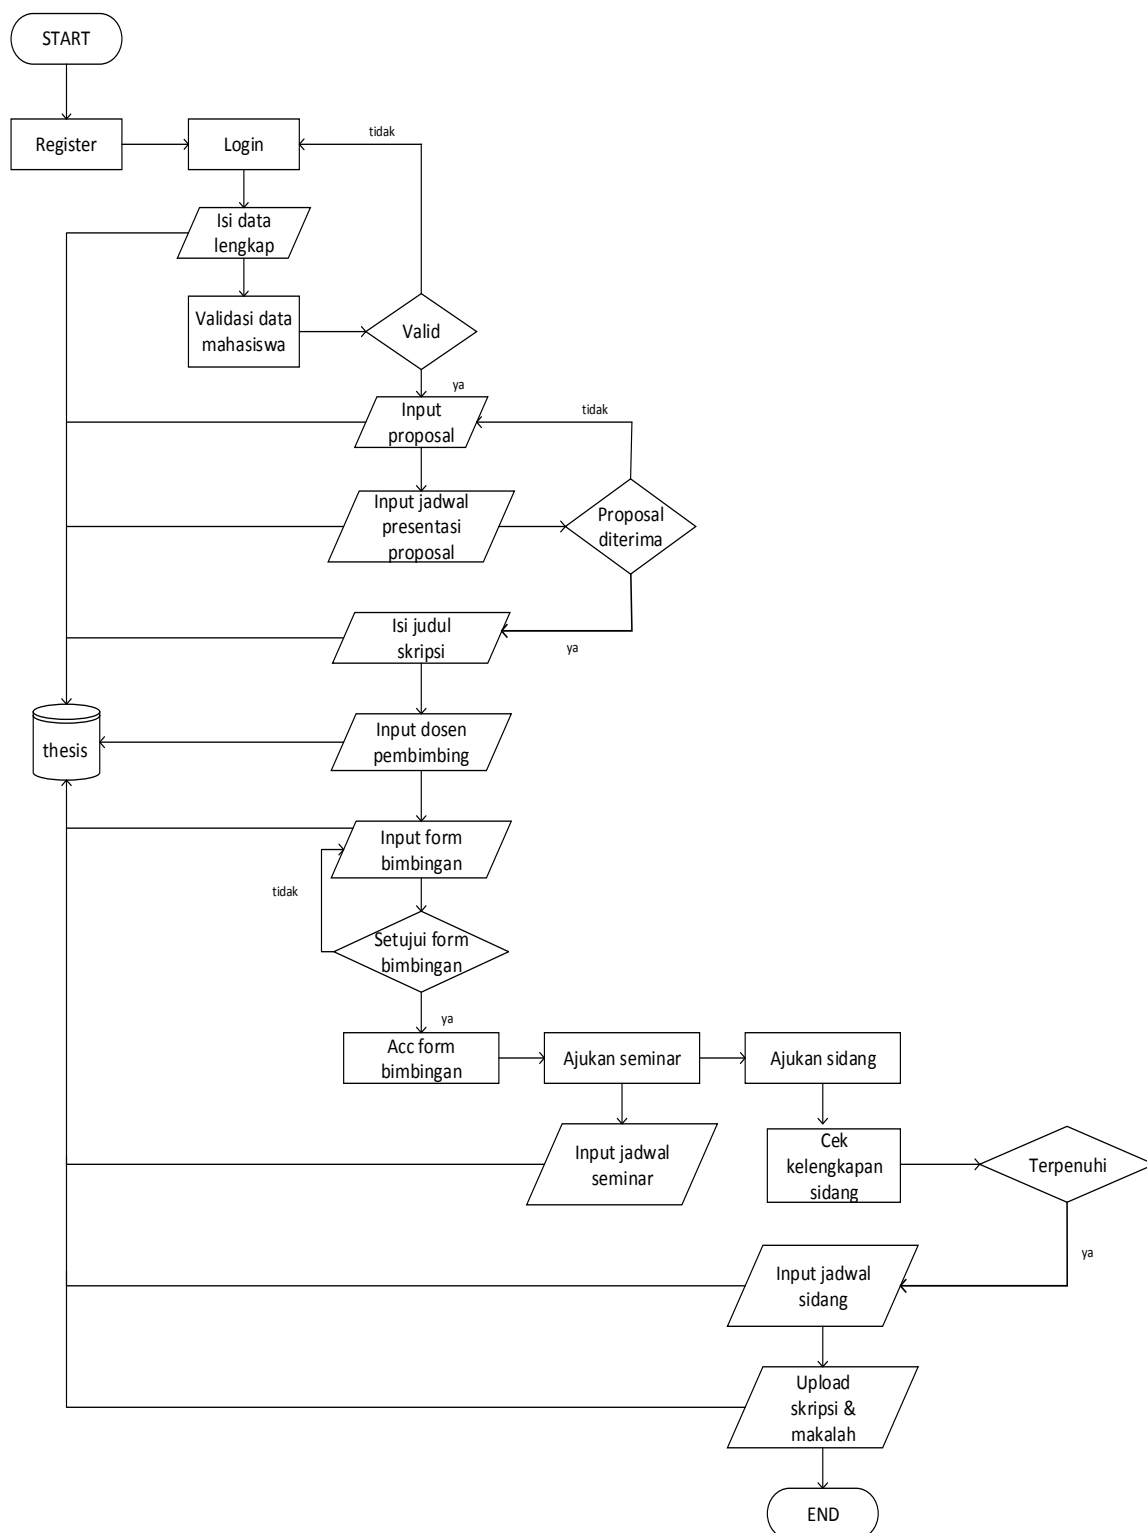 START
Register
Login
tidak
Isi data
lengkap
Validasi data
mahasiswa
Valid
ya
Input
proposal
tidak
Input jadwal
presentasi
proposal
Proposal
diterima
Isi judul
skripsi
ya
thesis
Input dosen
pembimbing
Input form
bimbingan
tidak
Setujui form
bimbingan
ya
Acc form
bimbingan
Ajukan seminar
Ajukan sidang
Input jadwal
seminar
Cek
kelengkapan
sidang
Terpenuhi
ya
Input jadwal
sidang
Upload
skripsi &
makalah
END